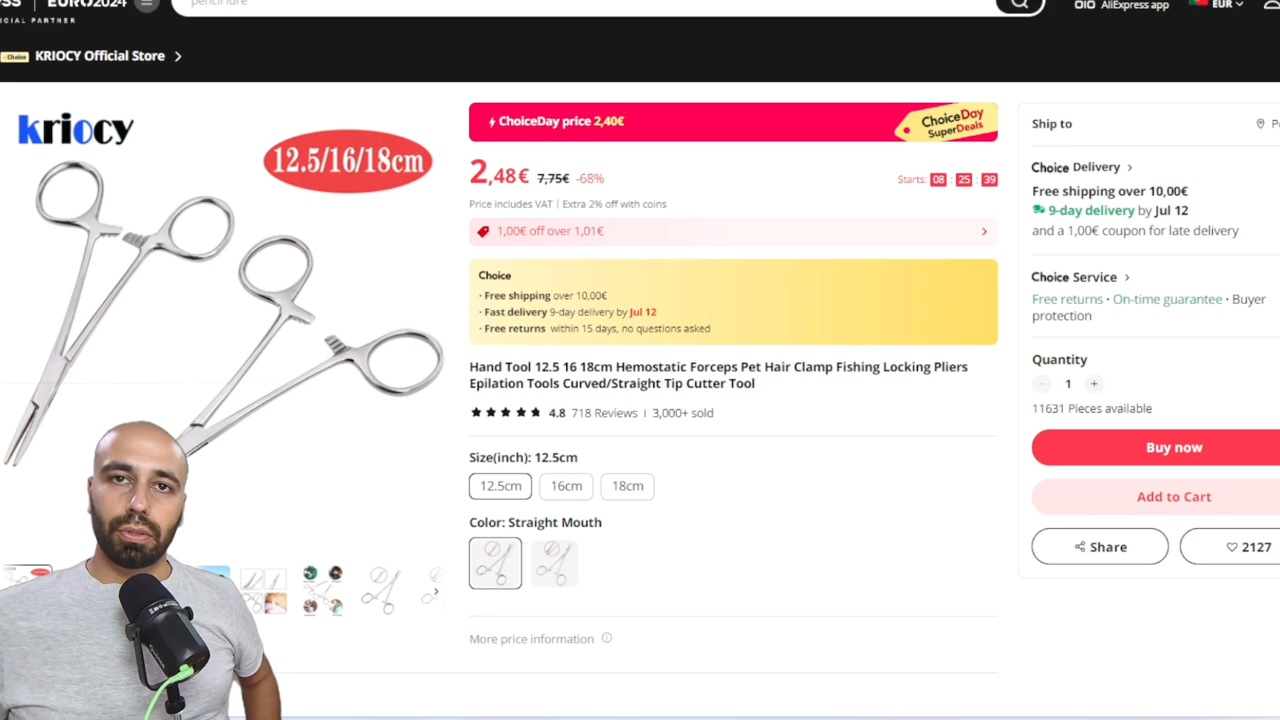 EURO2024
OFFICIAL PARTNER
pencil lure
AliExpress app
EUR
Choice KRIOCY Official Store >
kriocy
12.5/16/18cm
ChoiceDay price 2,40€
ChoiceDay
SuperDeals
2,48€ 7,75€ -68%
Starts: 08 : 25 : 39
Price includes VAT | Extra 2% off with coins
1,00€ off over 1,01€ >
Choice
· Free shipping over 10,00€
· Fast delivery 9-day delivery by Jul 12
· Free returns within 15 days, no questions asked
Hand Tool 12.5 16 18cm Hemostatic Forceps Pet Hair Clamp Fishing Locking Pliers
Epilation Tools Curved/Straight Tip Cutter Tool
4.8 718 Reviews | 3,000+ sold
Size(inch): 12.5cm
12.5cm 16cm 18cm
Color: Straight Mouth
More price information
Ship to
Choice Delivery >
Free shipping over 10,00€
9-day delivery by Jul 12
and a 1,00€ coupon for late delivery
Choice Service >
Free returns · On-time guarantee · Buyer
protection
Quantity
- 1 +
11631 Pieces available
Buy now
Add to Cart
Share
2127